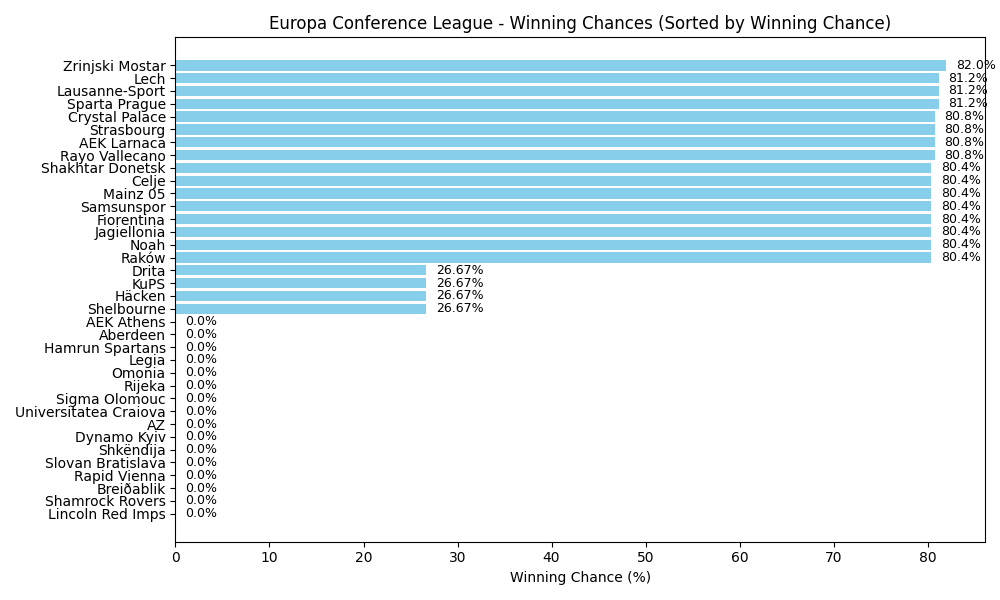 Europa Conference League - Winning Chances (Sorted by Winning Chance)
Zrinjski Mostar 82.0%
Lech 81.2%
Lausanne-Sport 81.2%
Sparta Prague 81.2%
Crystal Palace 80.8%
Strasbourg 80.8%
AEK Larnaca 80.8%
Rayo Vallecano 80.8%
Shakhtar Donetsk 80.4%
Celje 80.4%
Mainz 05 80.4%
Samsunspor 80.4%
Fiorentina 80.4%
Jagiellonia 80.4%
Noah 80.4%
Raków 80.4%
Drita 26.67%
KuPS 26.67%
Häcken 26.67%
Shelbourne 26.67%
AEK Athens 0.0%
Aberdeen 0.0%
Hamrun Spartans 0.0%
Legia 0.0%
Omonia 0.0%
Rijeka 0.0%
Sigma Olomouc 0.0%
Universitatea Craiova 0.0%
AZ 0.0%
Dynamo Kyiv 0.0%
Shkëndija 0.0%
Slovan Bratislava 0.0%
Rapid Vienna 0.0%
Breiðablik 0.0%
Shamrock Rovers 0.0%
Lincoln Red Imps 0.0%
0 10 20 30 40 50 60 70 80
Winning Chance (%)